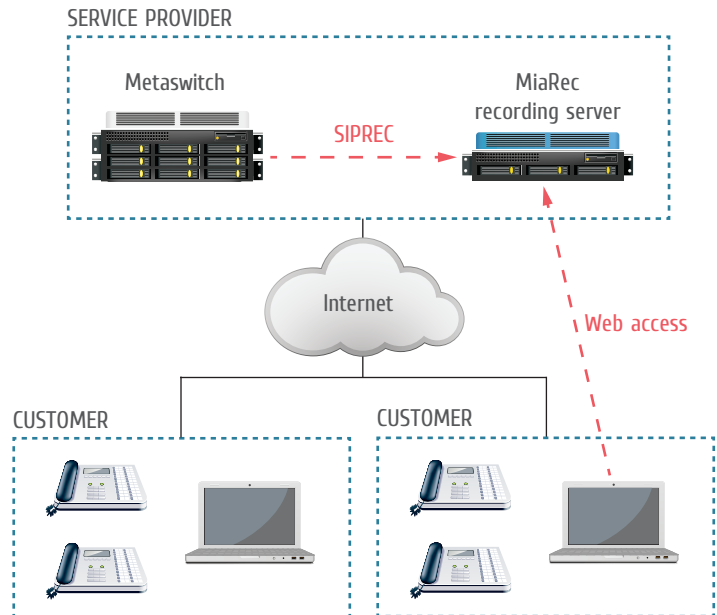 SERVICE PROVIDER
Metaswitch
MiaRec
recording server
SIPREC
Internet
Web access
CUSTOMER
CUSTOMER